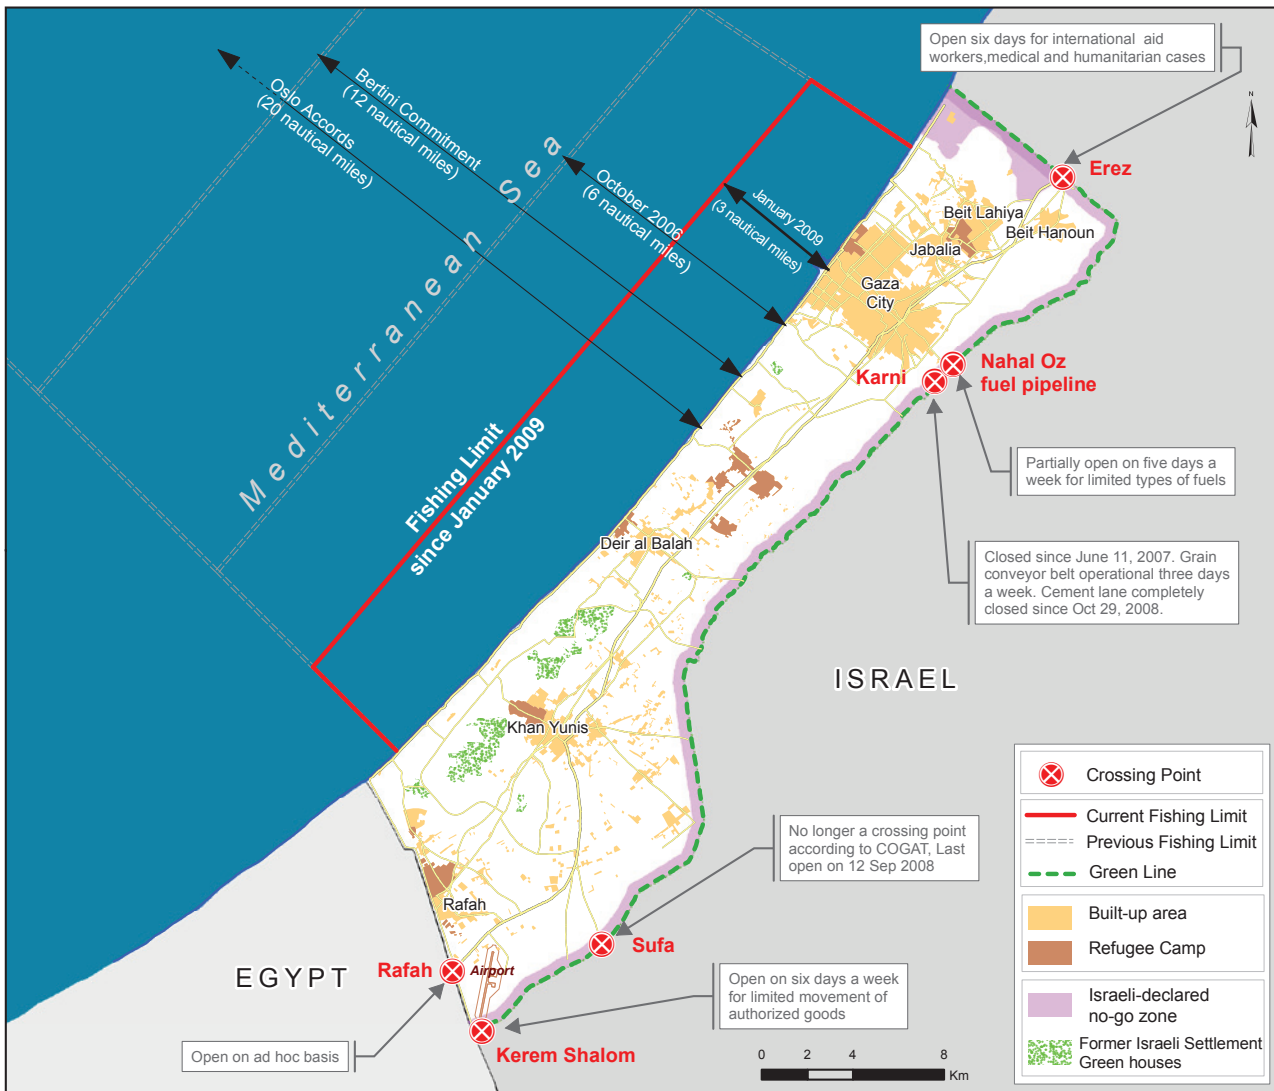 Open six days for international aid
workers,medical and humanitarian cases
N
Oslo Accords
(20 nautical miles)
Bertini Commitment
(12 nautical miles)
October 2006
(6 nautical miles)
January 2009
(3 nautical miles)
Mediterranean Sea
Fishing Limit
since January 2009
Erez
Beit Lahiya
Beit Hanoun
Jabalia
Gaza
City
Karni
Nahal Oz
fuel pipeline
Partially open on five days a
week for limited types of fuels
Closed since June 11, 2007. Grain
conveyor belt operational three days
a week. Cement lane completely
closed since Oct 29, 2008.
Deir al Balah
ISRAEL
Khan Yunis
No longer a crossing point
according to COGAT, Last
open on 12 Sep 2008
Rafah
Sufa
EGYPT
Rafah
Airport
Open on six days a week
for limited movement of
authorized goods
Kerem Shalom
Open on ad hoc basis
Crossing Point
Current Fishing Limit
Previous Fishing Limit
Green Line
Built-up area
Refugee Camp
Israeli-declared
no-go zone
Former Israeli Settlement
Green houses
0 2 4 8
Km